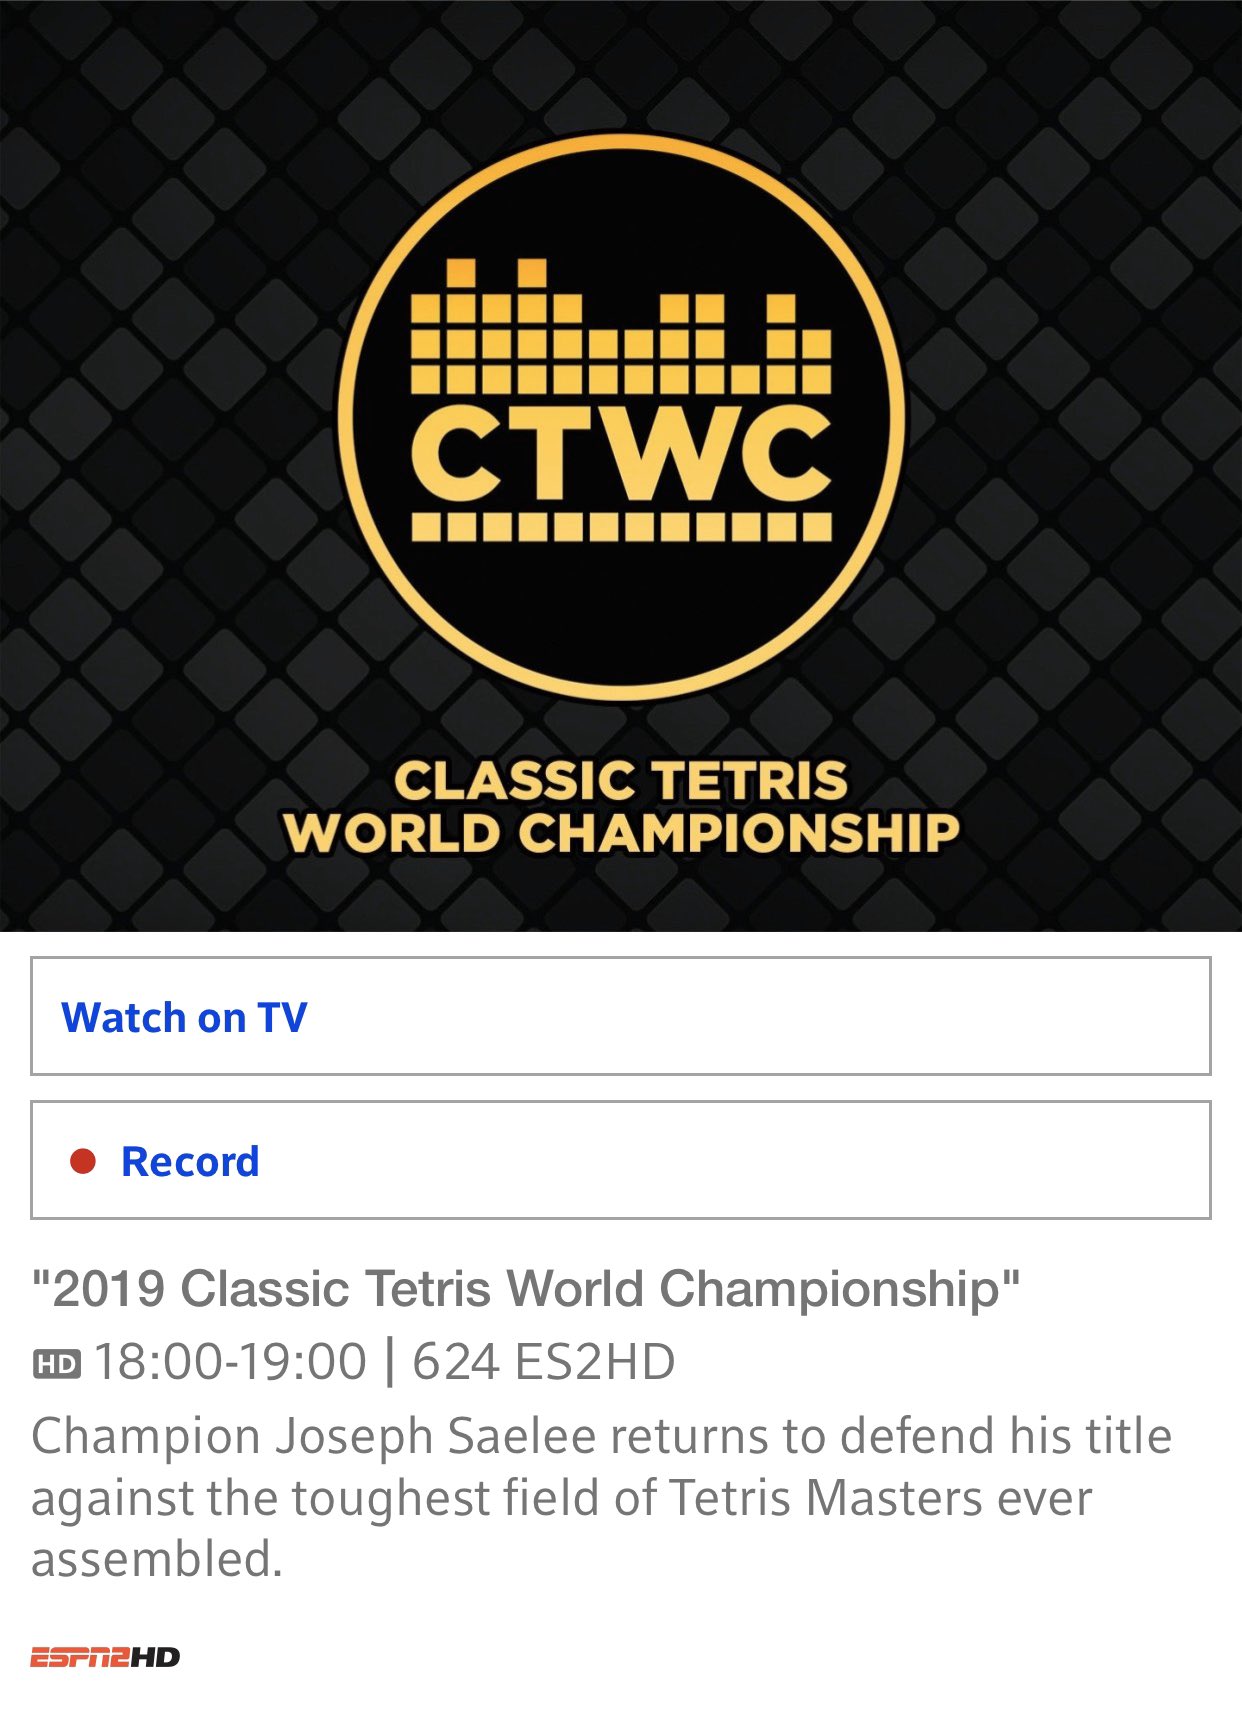 CTWC
CLASSIC TETRIS
WORLD CHAMPIONSHIP
Watch on TV
Record
"2019 Classic Tetris World Championship"
HD 18:00-19:00 | 624 ES2HD
Champion Joseph Saelee returns to defend his title
against the toughest field of Tetris Masters ever
assembled.
ESPN2HD